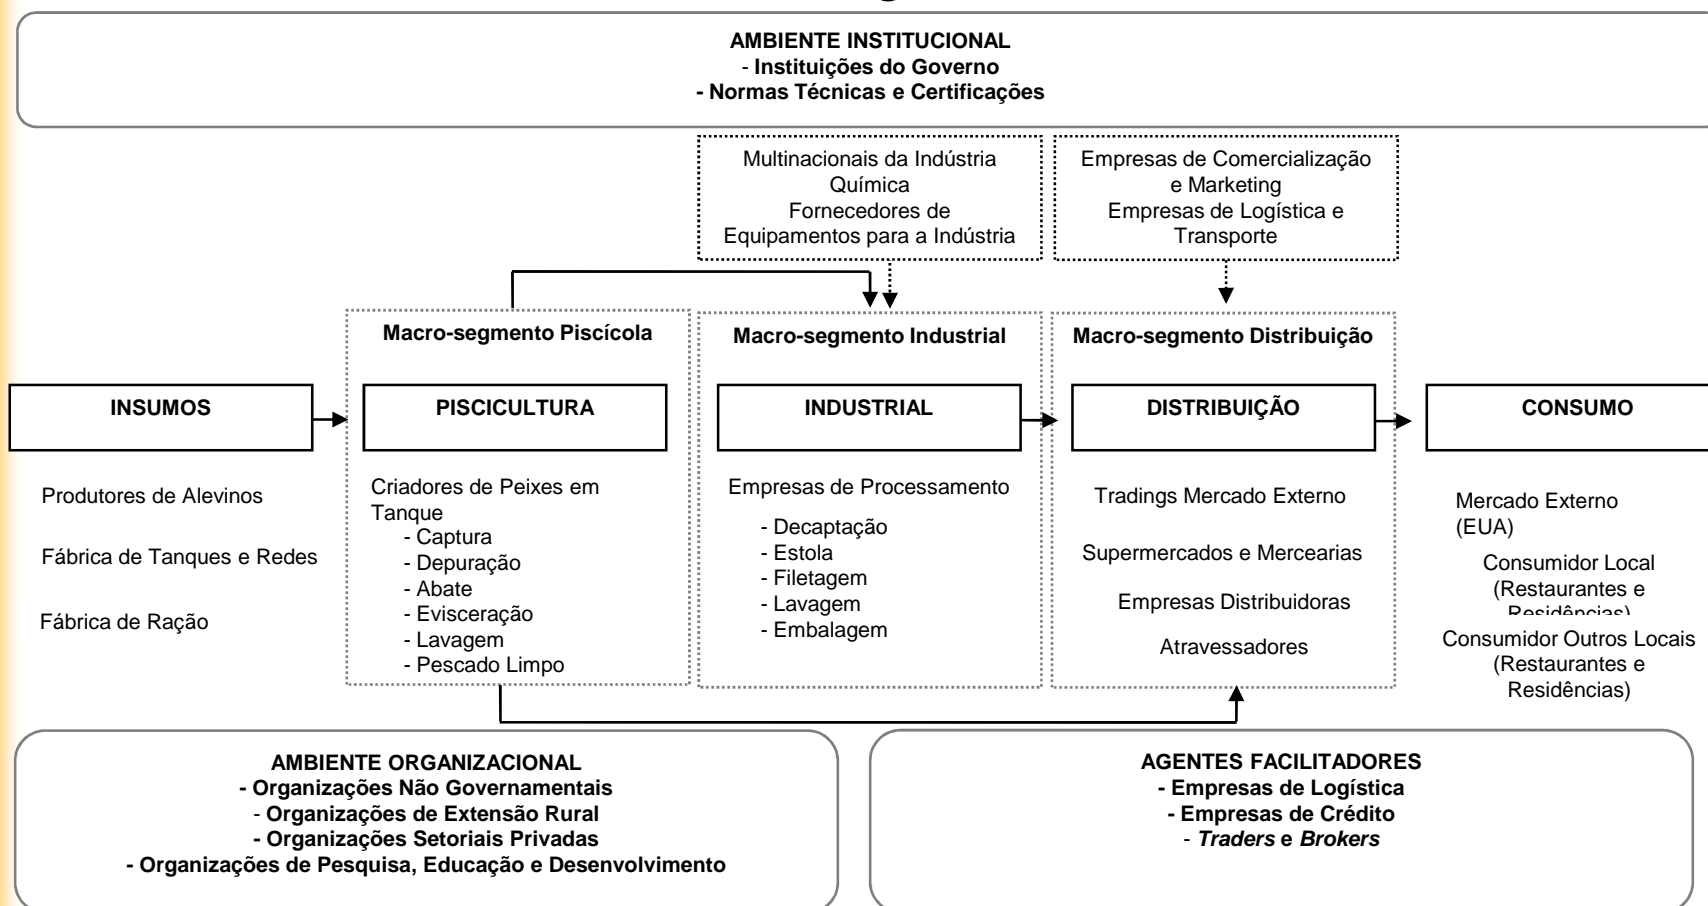 AMBIENTE INSTITUCIONAL
- Instituições do Governo
- Normas Técnicas e Certificações
Multinacionais da Indústria
Química
Fornecedores de
Equipamentos para a Indústria
Empresas de Comercialização
e Marketing
Empresas de Logística e
Transporte
Macro-segmento Piscícola
Macro-segmento Industrial
Macro-segmento Distribuição
INSUMOS
PISCICULTURA
INDUSTRIAL
DISTRIBUIÇÃO
CONSUMO
Produtores de Alevinos
Fábrica de Tanques e Redes
Fábrica de Ração
Criadores de Peixes em
Tanque
- Captura
- Depuração
- Abate
- Evisceração
- Lavagem
- Pescado Limpo
Empresas de Processamento
- Decaptação
- Estola
- Filetagem
- Lavagem
- Embalagem
Tradings Mercado Externo
Supermercados e Mercearias
Empresas Distribuidoras
Atravessadores
Mercado Externo
(EUA)
Consumidor Local
(Restaurantes e
Residências)
Consumidor Outros Locais
(Restaurantes e
Residências)
AMBIENTE ORGANIZACIONAL
- Organizações Não Governamentais
- Organizações de Extensão Rural
- Organizações Setoriais Privadas
- Organizações de Pesquisa, Educação e Desenvolvimento
AGENTES FACILITADORES
- Empresas de Logística
- Empresas de Crédito
- Traders e Brokers